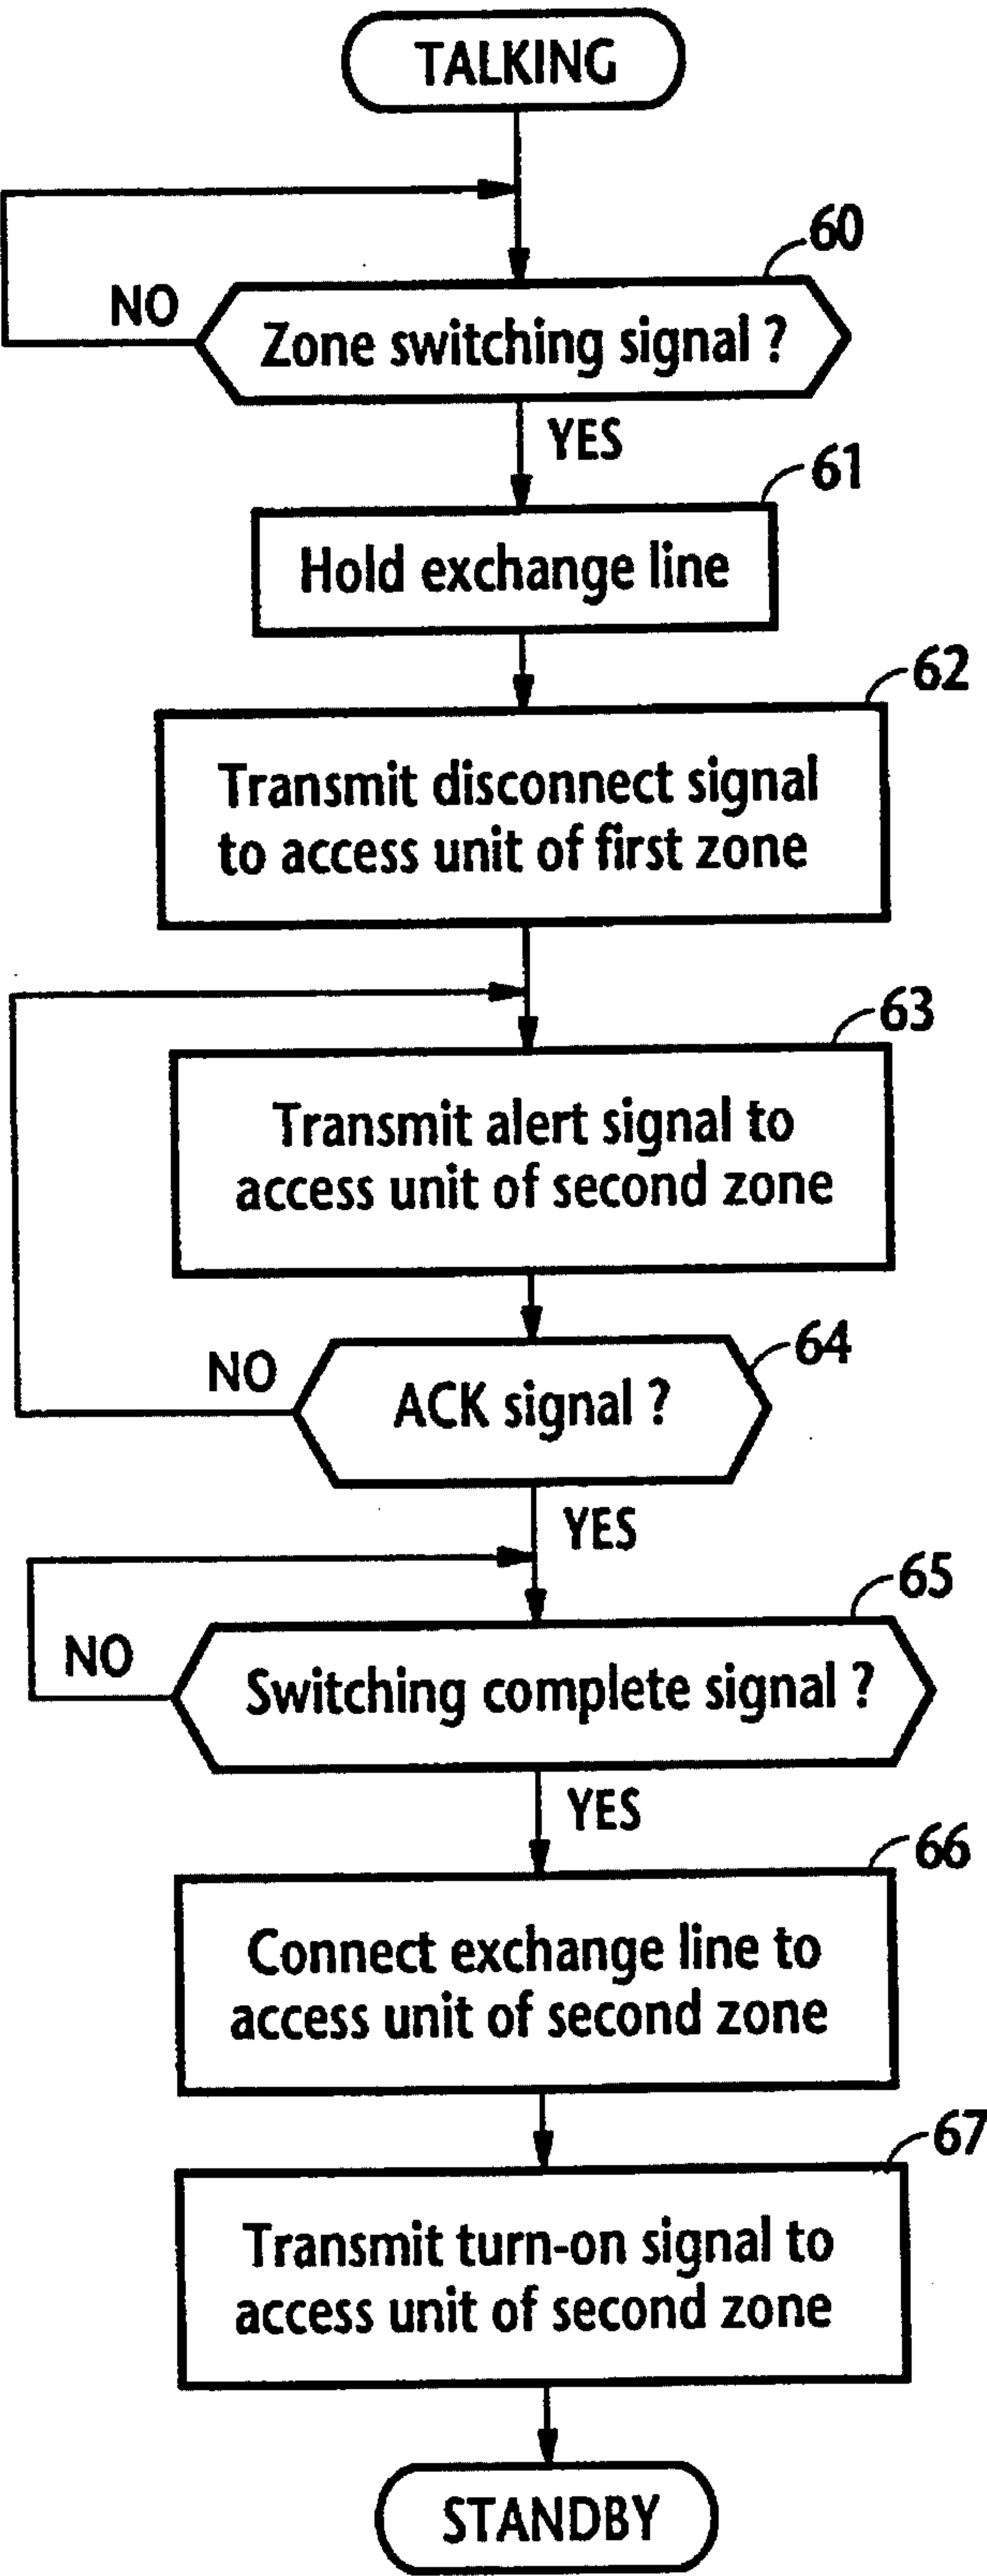 TALKING
60
NO
Zone switching signal ?
YES
61
Hold exchange line
62
Transmit disconnect signal
to access unit of first zone
63
Transmit alert signal to
access unit of second zone
64
NO
ACK signal ?
YES
65
NO
Switching complete signal ?
YES
66
Connect exchange line to
access unit of second zone
67
Transmit turn-on signal to
access unit of second zone
STANDBY